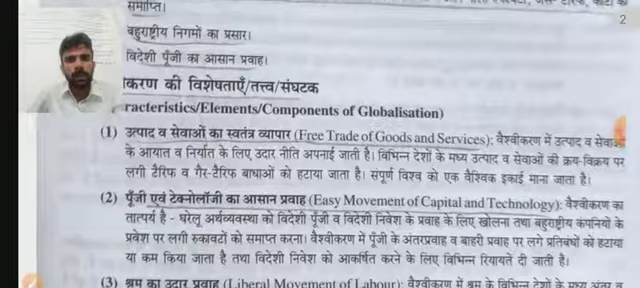 समाप्ति।
2
बहुराष्ट्रीय निगमों का प्रसार।
विदेशी पूँजी का आसान प्रवाह।
करण की विशेषताएँ/तत्त्व/संघटक
racteristics/Elements/Components of Globalisation)
(1) उत्पाद व सेवाओं का स्वतंत्र व्यापार (Free Trade of Goods and Services): वैश्वीकरण में उत्पाद व सेवाओं
के आयात व निर्यात के लिए उदार नीति अपनाई जाती है। विभिन्न देशों के मध्य उत्पाद व सेवाओं की क्रय-विक्रय पर
लगी टैरिफ व गैर-टैरिफ बाधाओं को हटाया जाता है। संपूर्ण विश्व को एक वैश्विक इकाई माना जाता है।
(2) पूँजी एवं टेक्नोलॉजी का आसान प्रवाह (Easy Movement of Capital and Technology): वैश्वीकरण का
तात्पर्य है - घरेलू अर्थव्यवस्था को विदेशी पूँजी व विदेशी निवेश के प्रवाह के लिए खोलना तथा बहुराष्ट्रीय कंपनियों के
प्रवेश पर लगी रुकावटों को समाप्त करना। वैश्वीकरण में पूँजी के अंतरप्रवाह व बाहरी प्रवाह पर लगे प्रतिबंधों को हटाया
या कम किया जाता है तथा विदेशी निवेश को आकर्षित करने के लिए विभिन्न रियायतें दी जाती है।
(3) श्रम का उदार प्रवाह (Liberal Movement of Labour): वैश्वीकरण में श्रम के विभिन्न देशों के मध्य अंतर व